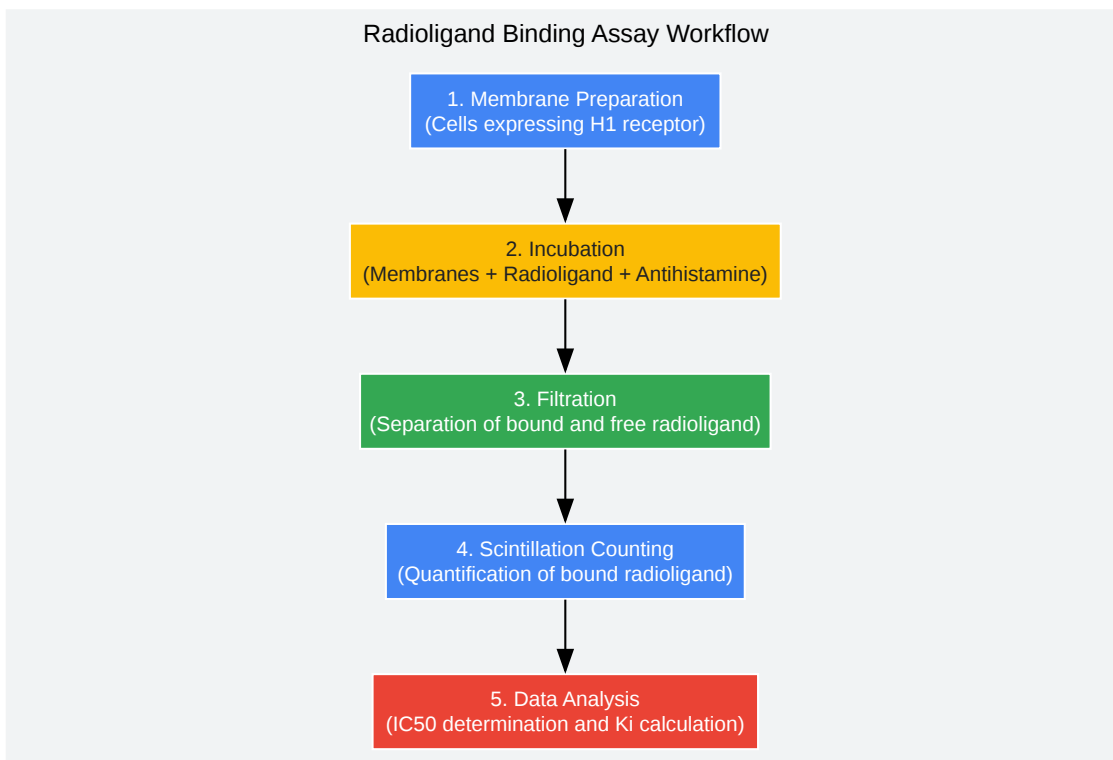 Radioligand Binding Assay Workflow
1. Membrane Preparation
(Cells expressing H1 receptor)
2. Incubation
(Membranes + Radioligand + Antihistamine)
3. Filtration
(Separation of bound and free radioligand)
4. Scintillation Counting
(Quantification of bound radioligand)
5. Data Analysis
(IC50 determination and Ki calculation)